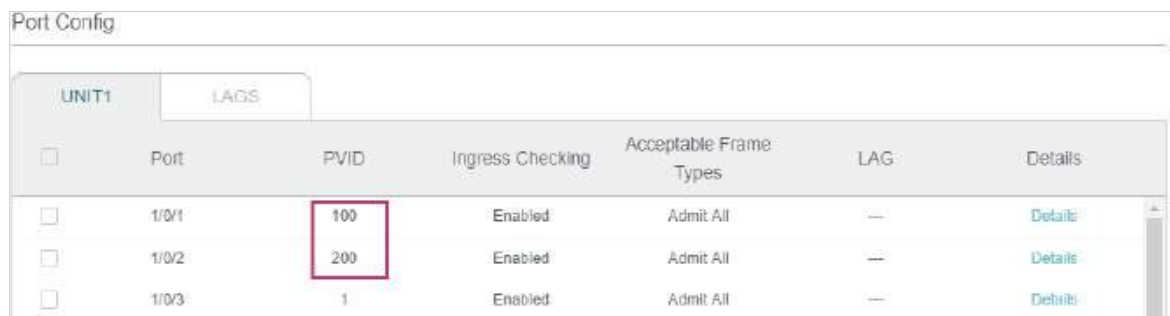 Port Config
UNIT1 LAGS
Port PVID Ingress Checking Acceptable Frame Types LAG Details
1/0/1 100 Enabled Admit All --- Details
1/0/2 200 Enabled Admit All --- Details
1/0/3 1 Enabled Admit All --- Details